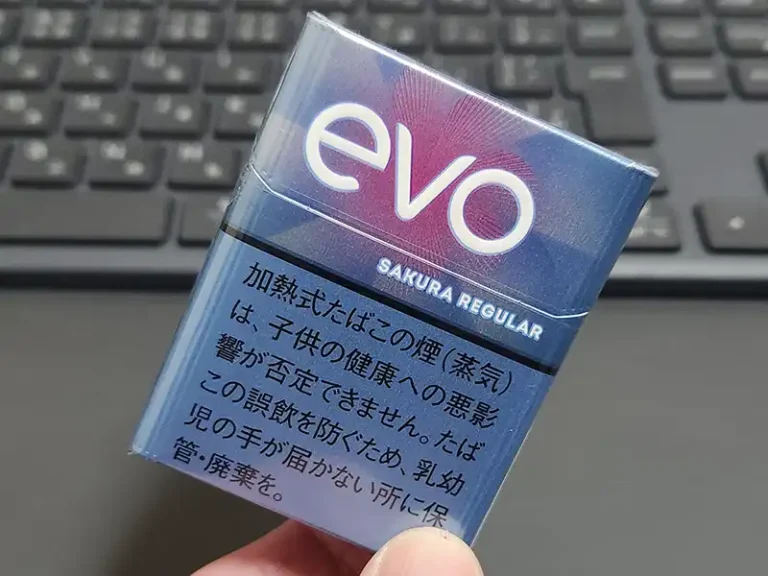 evo
SAKURA REGULAR
加熱式たばこの煙(蒸気)
は、子供の健康への悪影
響が否定できません。たば
この誤飲を防ぐため、乳幼
児の手が届かない所に保
管・廃棄を。